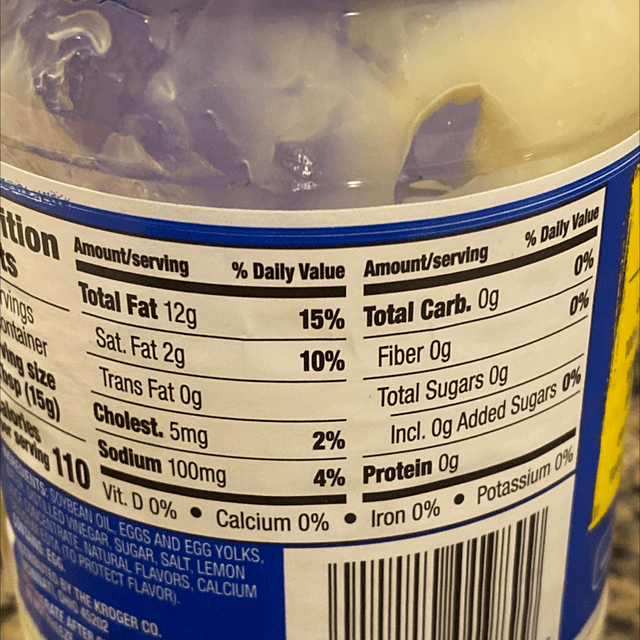 ition Amount/serving % Daily Value Amount/serving % Daily Value
ts Total Fat 12g 15% Total Carb. 0g 0%
rvings Sat. Fat 2g 10% Fiber 0g 0%
ontainer Trans Fat 0g Total Sugars 0g
ving size Cholest. 5mg 2% Incl. 0g Added Sugars 0%
bsp (15g) Sodium 100mg 4% Protein 0g
alories
er serving 110 Vit. D 0% • Calcium 0% • Iron 0% • Potassium 0%
SOYBEAN OIL, EGGS AND EGG YOLKS,
VINEGAR, SUGAR, SALT, LEMON
NATURAL FLAVORS, CALCIUM
TO PROTECT FLAVOR).
EGG
BY THE KROGER CO.